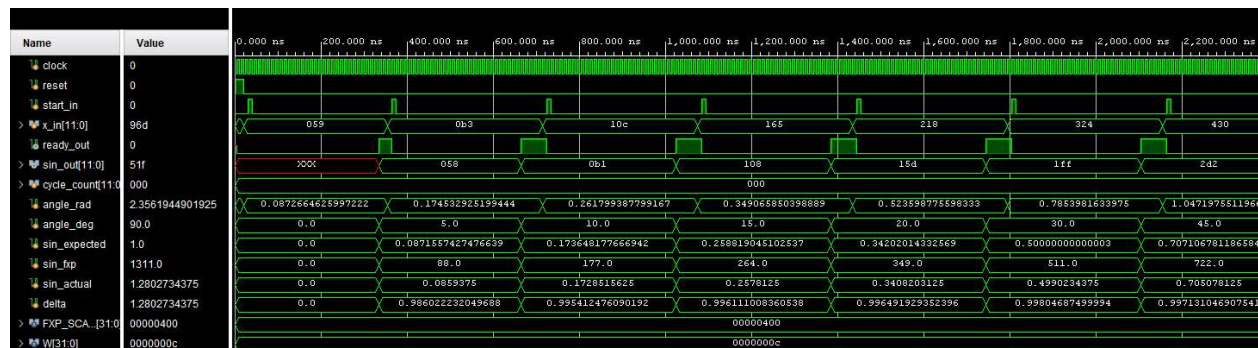 Name Value 0.000 ns 200.000 ns 400.000 ns 600.000 ns 800.000 ns 1,000.000 ns 1,200.000 ns 1,400.000 ns 1,600.000 ns 1,800.000 ns 2,000.000 ns 2,200.000 ns
clock 0
reset 0
start_in 0
x_in[11:0] 96d 059 0b3 10c 165 218 324 430
ready_out 0
sin_out[11:0] 51f XXX 058 0b1 108 15d 1ff 2d2
cycle_count[11:0 000 000
angle_rad 2.3561944901925 0.0872664625997222 0.174532925199444 0.261799387799167 0.349065850398889 0.523598775598333 0.7853981633975 1.047197551196
angle_deg 90.0 0.0 5.0 10.0 15.0 20.0 30.0 45.0
sin_expected 1.0 0.0 0.0871557427476639 0.173648177666942 0.258819045102537 0.34202014332569 0.50000000000003 0.707106781186584
sin_fxp 1311.0 0.0 88.0 177.0 264.0 349.0 511.0 722.0
sin_actual 1.2802734375 0.0 0.0859375 0.1728515625 0.2578125 0.3408203125 0.4990234375 0.705078125
delta 1.2802734375 0.0 0.986022232049688 0.995412476090192 0.996111008360538 0.996491929352396 0.99804687499994 0.997131046907541
FXP_SCA...[31:0] 00000400 00000400
W[31:0] 0000000c 0000000c